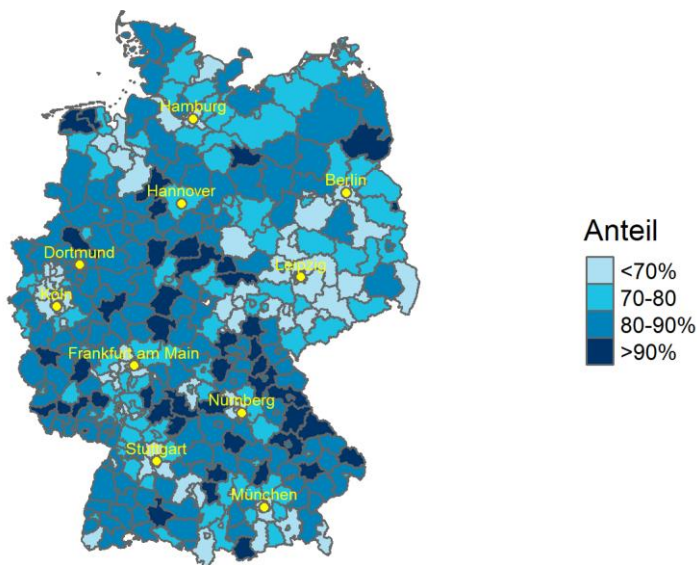 Hamburg
Berlin
Hannover
Dortmund
Leipzig
Köln
Frankfurt am Main
Nürnberg
Stuttgart
München
Anteil
<70%
70-80
80-90%
>90%